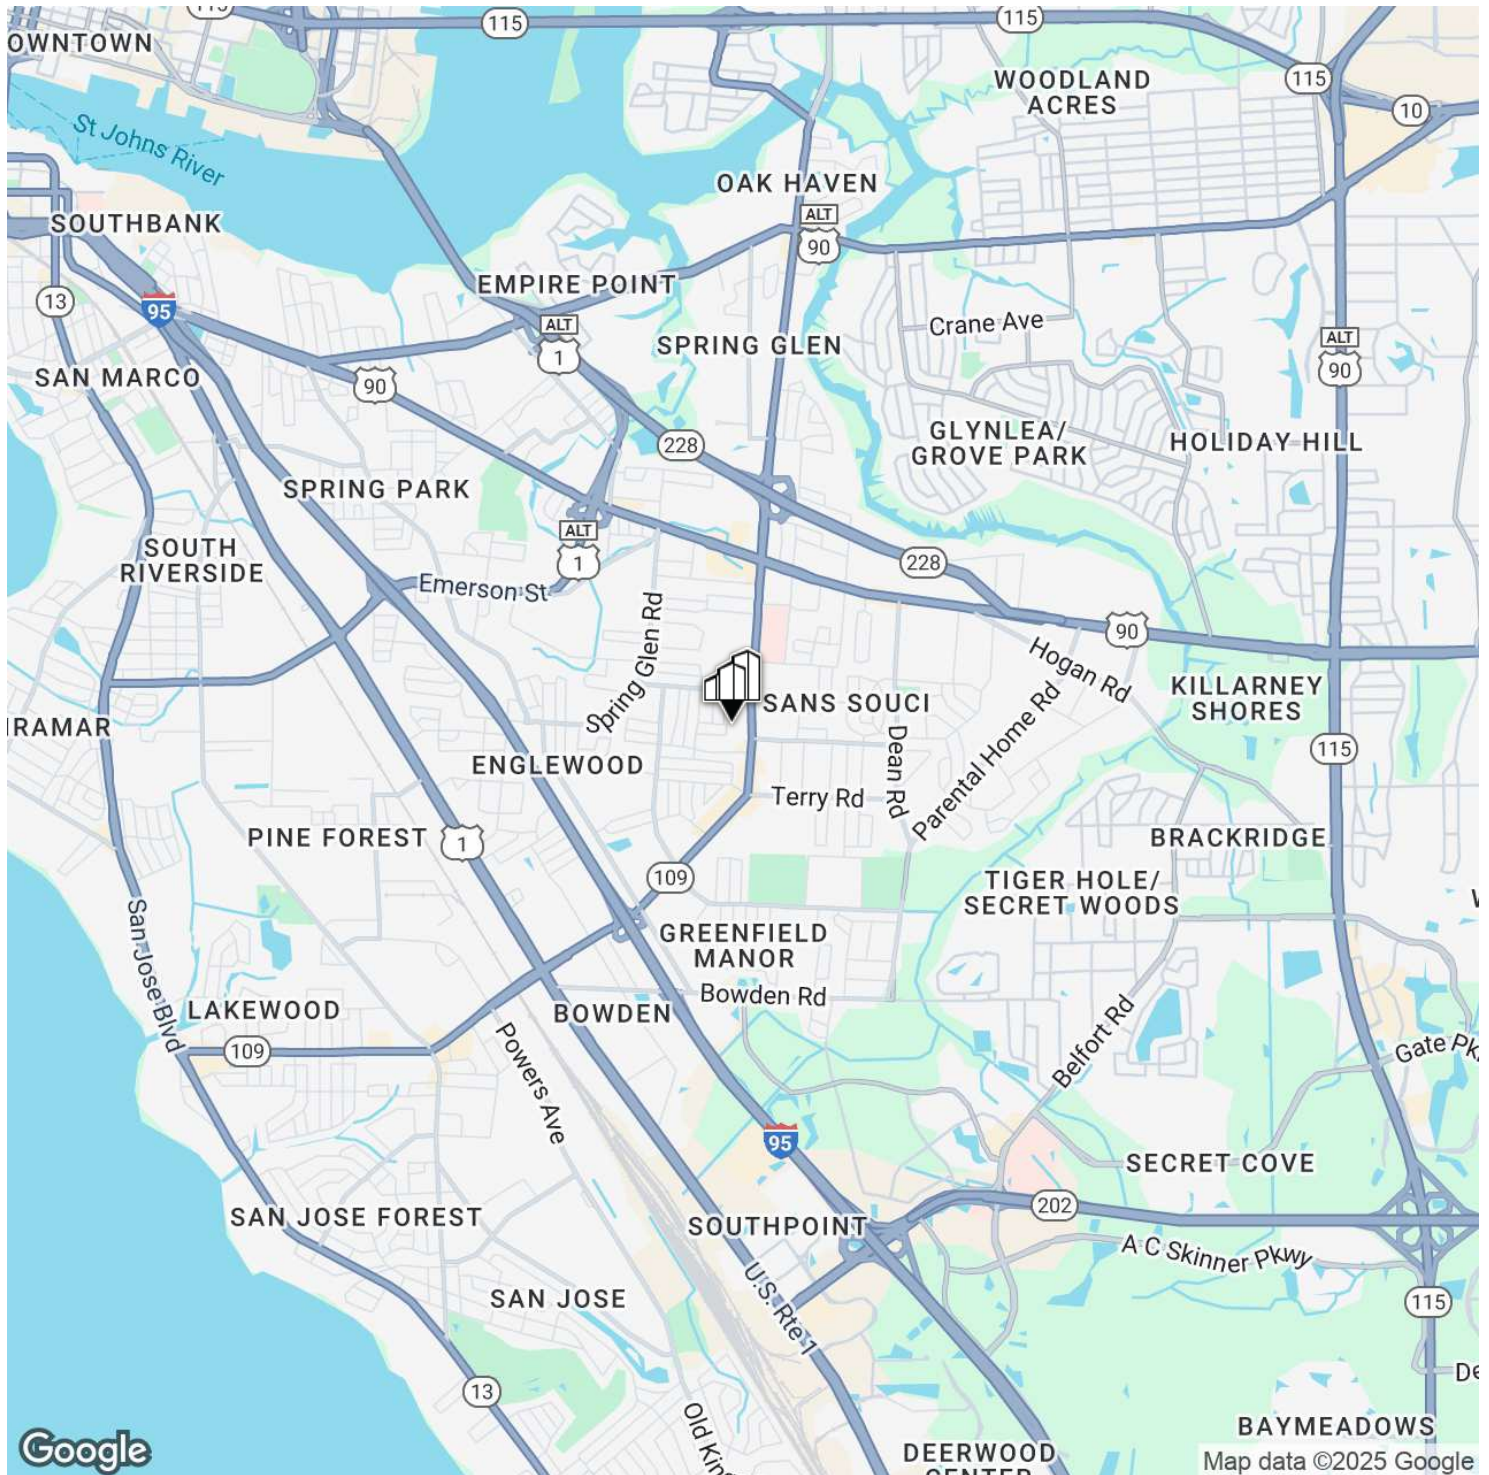 115
115
115
OWNTOWN
WOODLAND
ACRES
115
10
St Johns River
OAK HAVEN
ALT
90
SOUTHBANK
EMPIRE POINT
13
95
ALT
1
Crane Ave
ALT
90
SPRING GLEN
SAN MARCO
90
228
GLYNLEA/
GROVE PARK
HOLIDAY HILL
SPRING PARK
ALT
1
SOUTH
RIVERSIDE
228
Emerson St
Spring Glen Rd
90
Hogan Rd
SANS SOUCI
KILLARNEY
SHORES
IRAMAR
115
ENGLEWOOD
Dean Rd
Parental Home Rd
Terry Rd
PINE FOREST
1
BRACKRIDGE
109
TIGER HOLE/
SECRET WOODS
San Jose Blvd
GREENFIELD
MANOR
Bowden Rd
LAKEWOOD
BOWDEN
109
Powers Ave
Belfort Rd
Gate Pk
95
SECRET COVE
202
SAN JOSE FOREST
SOUTHPOINT
A C Skinner Pkwy
SAN JOSE
U.S. Rte 1
115
13
De
Old Kin
BAYMEADOWS
DEERWOOD
CENTER
Google
Map data ©2025 Google